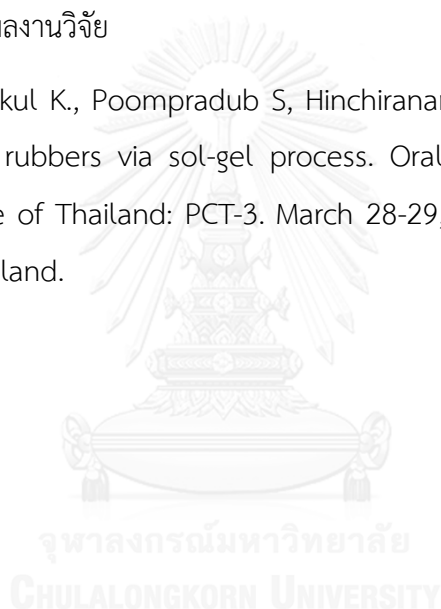 ลงานวิจัย
kul K., Poompradub S, Hinchiranan
rubbers via sol-gel process. Oral
e of Thailand: PCT-3. March 28-29,
land.
จุฬาลงกรณ์มหาวิทยาลัย
CHULALONGKORN UNIVERSITY